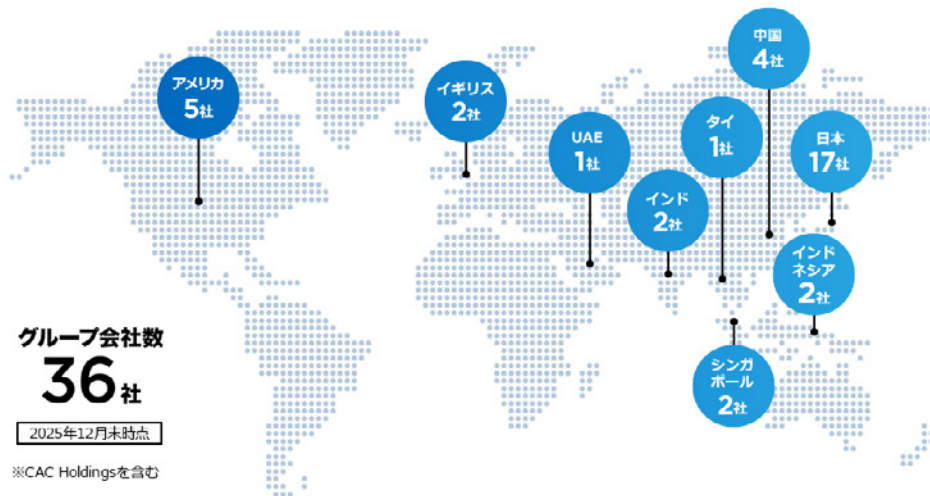 アメリカ
5社
イギリス
2社
UAE
1社
インド
2社
タイ
1社
中国
4社
日本
17社
インド
ネシア
2社
シンガ
ポール
2社
グループ会社数
36社
2025年12月末時点
※CAC Holdingsを含む